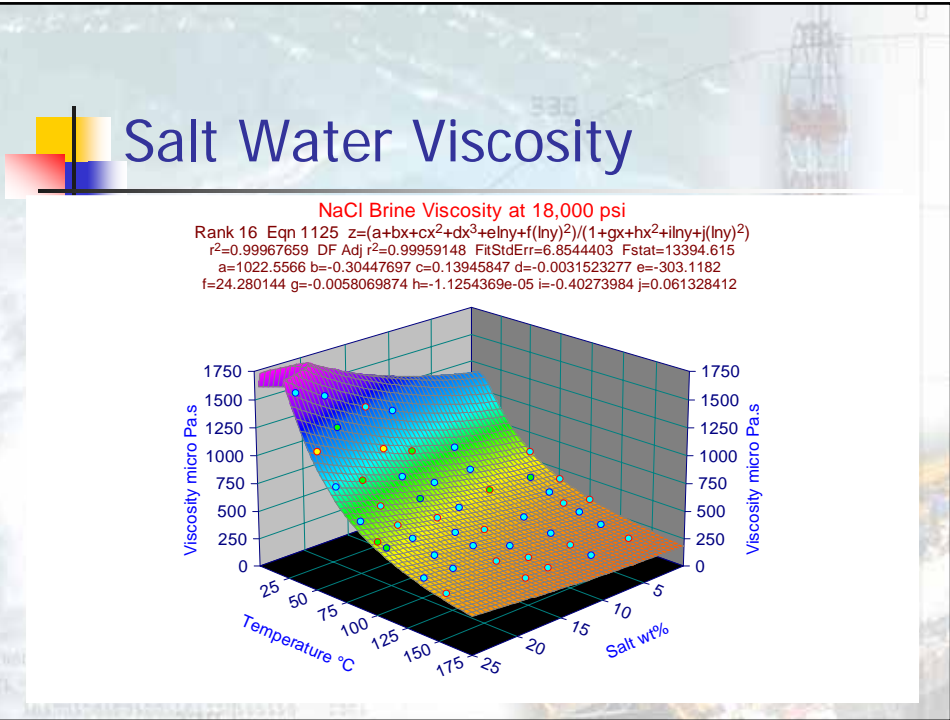 330
Salt Water Viscosity
NaCl Brine Viscosity at 18,000 psi
Rank 16 Eqn 1125 z=(a+bx+cx²+dx³+elny+f(lny)²)/(1+gx+hx²+ilny+j(lny)²)
r²=0.99967659 DF Adj r²=0.99959148 FitStdErr=6.8544403 Fstat=13394.615
a=1022.5566 b=-0.30447697 c=0.13945847 d=-0.0031523277 e=-303.1182
f=24.280144 g=-0.0058069874 h=-1.1254369e-05 i=-0.40273984 j=0.061328412
1750
1500
1250
1000
750
500
250
0
Viscosity micro Pa.s
25
50
75
100
125
150
175
Temperature °C
25
20
15
10
5
Salt wt%
1750
1500
1250
1000
750
500
250
0
Viscosity micro Pa.s